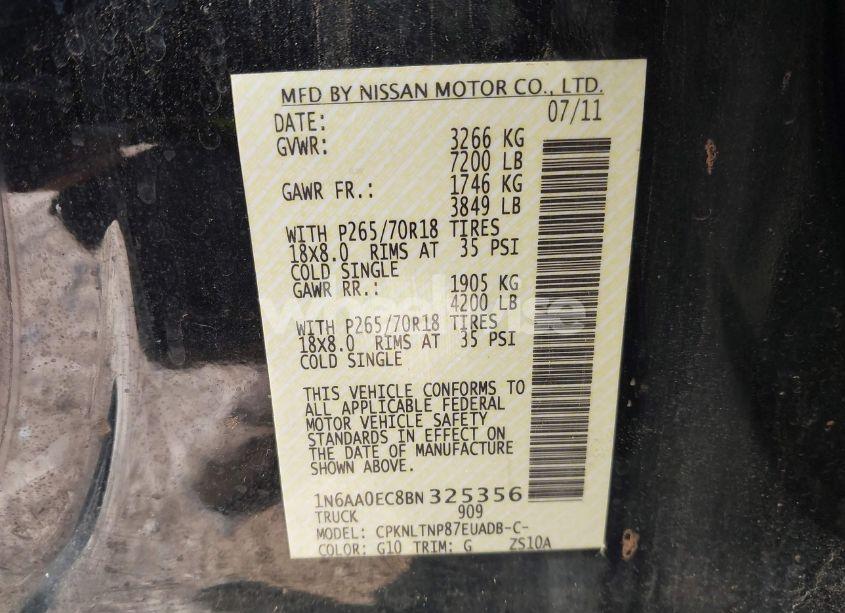 MFD BY NISSAN MOTOR CO., LTD.
DATE: 07/11
GVWR: 3266 KG
7200 LB
GAWR FR.: 1746 KG
3849 LB
WITH P265/70R18 TIRES
18X8.0 RIMS AT 35 PSI
COLD SINGLE
GAWR RR.: 1905 KG
4200 LB
WITH P265/70R18 TIRES
18X8.0 RIMS AT 35 PSI
COLD SINGLE
THIS VEHICLE CONFORMS TO
ALL APPLICABLE FEDERAL
MOTOR VEHICLE SAFETY
STANDARDS IN EFFECT ON
THE DATE OF MANUFACTURE
SHOWN ABOVE.
1N6AA0EC8BN325356
TRUCK 909
MODEL: CPKNLTNP87EUADB-C-
COLOR: G10 TRIM: G ZS10A